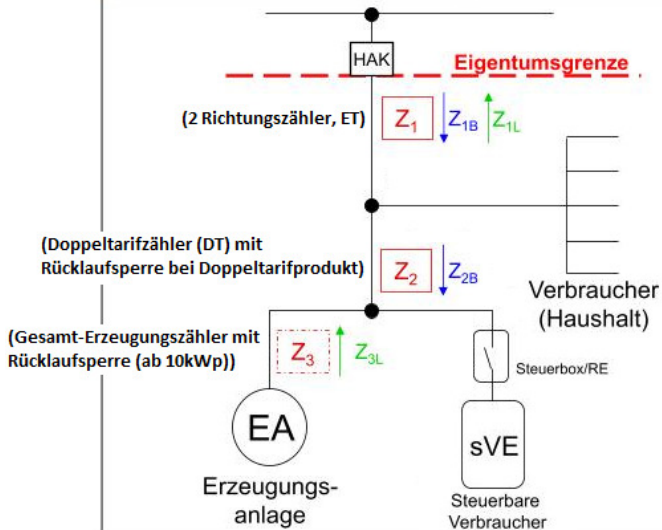 HAK
Eigentumsgrenze
(2 Richtungszähler, ET)
Z1
Z1B
Z1L
(Doppeltarifzähler (DT) mit
Rücklaufsperre bei Doppeltarifprodukt)
Z2
Z2B
Verbraucher
(Haushalt)
(Gesamt-Erzeugungszähler mit
Rücklaufsperre (ab 10kWp))
Z3
Z3L
Steuerbox/RE
EA
sVE
Erzeugungs-
anlage
Steuerbare
Verbraucher